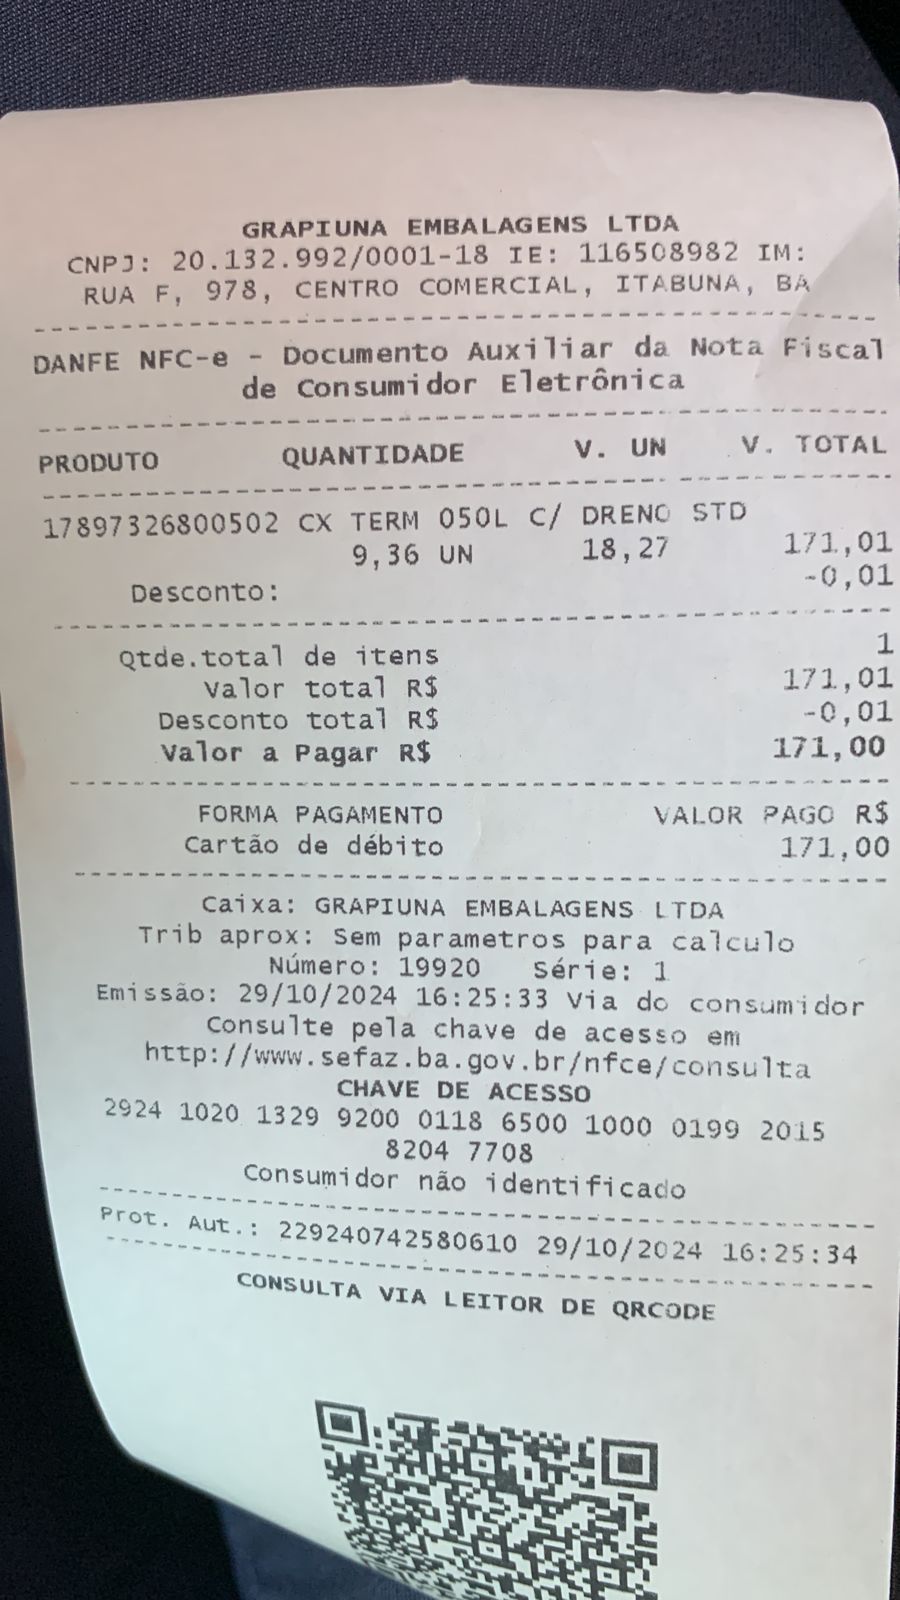 GRAPIUNA EMBALAGENS LTDA
CNPJ: 20.132.992/0001-18 IE: 116508982 IM:
RUA F, 978, CENTRO COMERCIAL, ITABUNA, BA
DANFE NFC-e - Documento Auxiliar da Nota Fiscal
de Consumidor Eletrônica
PRODUTO QUANTIDADE V. UN V. TOTAL
17897326800502 CX TERM 050L C/ DRENO STD
9,36 UN 18,27 171,01
Desconto: -0,01
Qtde.total de itens 1
Valor total R$ 171,01
Desconto total R$ -0,01
Valor a Pagar R$ 171,00
FORMA PAGAMENTO VALOR PAGO R$
Cartão de débito 171,00
Caixa: GRAPIUNA EMBALAGENS LTDA
Trib aprox: Sem parametros para calculo
Número: 19920 Série: 1
Emissão: 29/10/2024 16:25:33 Via do consumidor
Consulte pela chave de acesso em
http://www.sefaz.ba.gov.br/nfce/consulta
CHAVE DE ACESSO
2924 1020 1329 9200 0118 6500 1000 0199 2015
8204 7708
Consumidor não identificado
Prot. Aut.: 229240742580610 29/10/2024 16:25:34
CONSULTA VIA LEITOR DE QRCODE